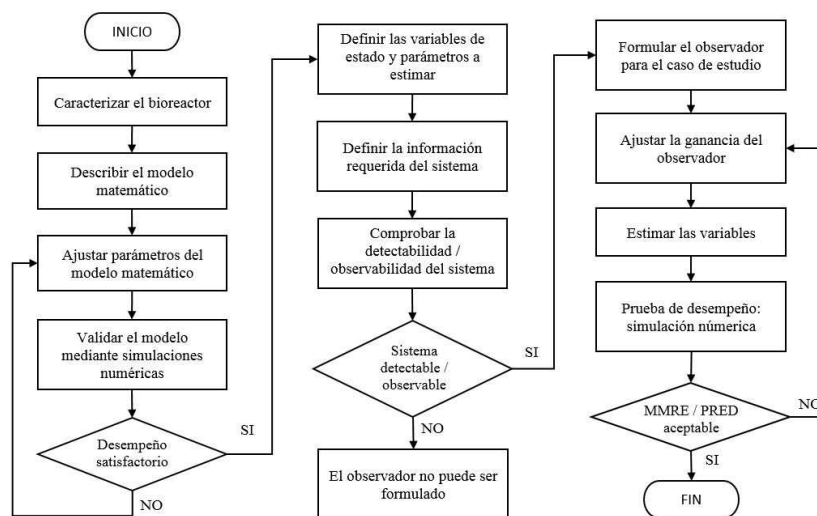 INICIO
Caracterizar el bioreactor
Describir el modelo
matemático
Ajustar parámetros del
modelo matemático
Validar el modelo
mediante simulaciones
numéricas
Desempeño
satisfactorio
SI
NO
Definir las variables de
estado y parámetros a
estimar
Definir la información
requerida del sistema
Comprobar la
detectabilidad /
observabilidad del sistema
Sistema
detectable /
observable
SI
NO
El observador no puede ser
formulado
Formular el observador
para el caso de estudio
Ajustar la ganancia del
observador
Estimar las variables
Prueba de desempeño:
simulación númerica
MMRE / PRED
aceptable
NO
SI
FIN